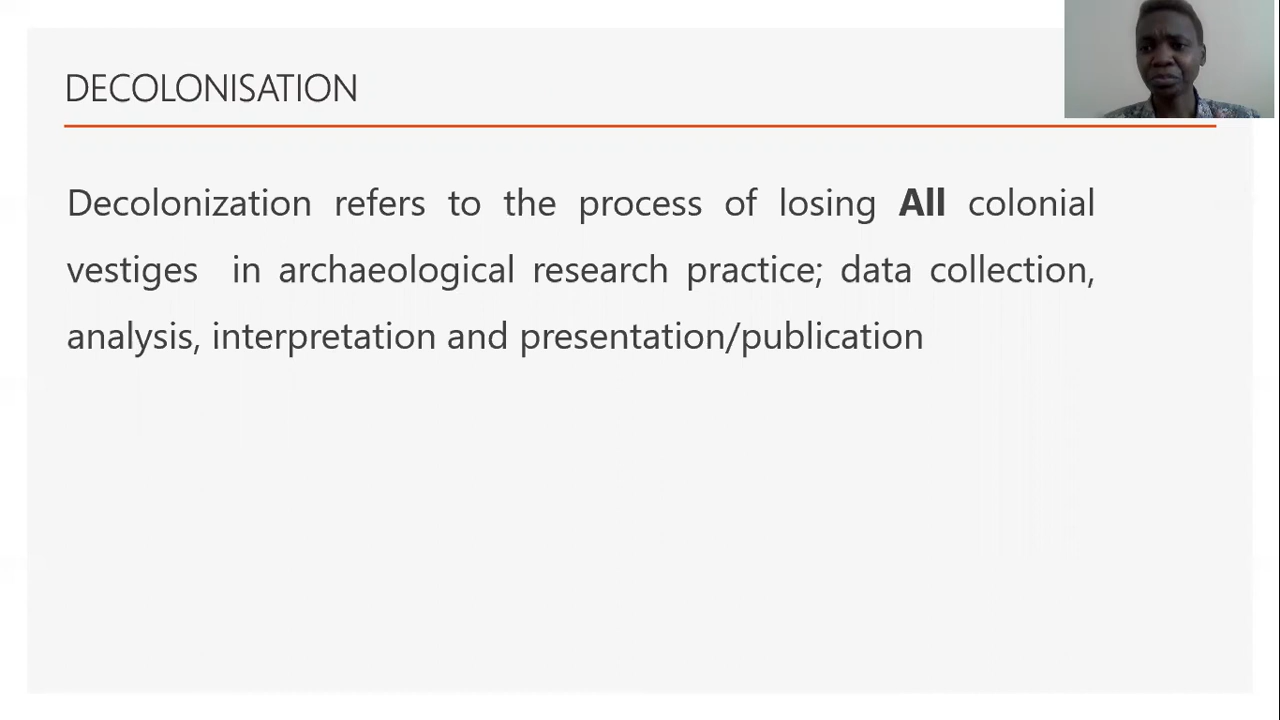 DECOLONISATION
Decolonization refers to the process of losing All colonial
vestiges in archaeological research practice; data collection,
analysis, interpretation and presentation/publication